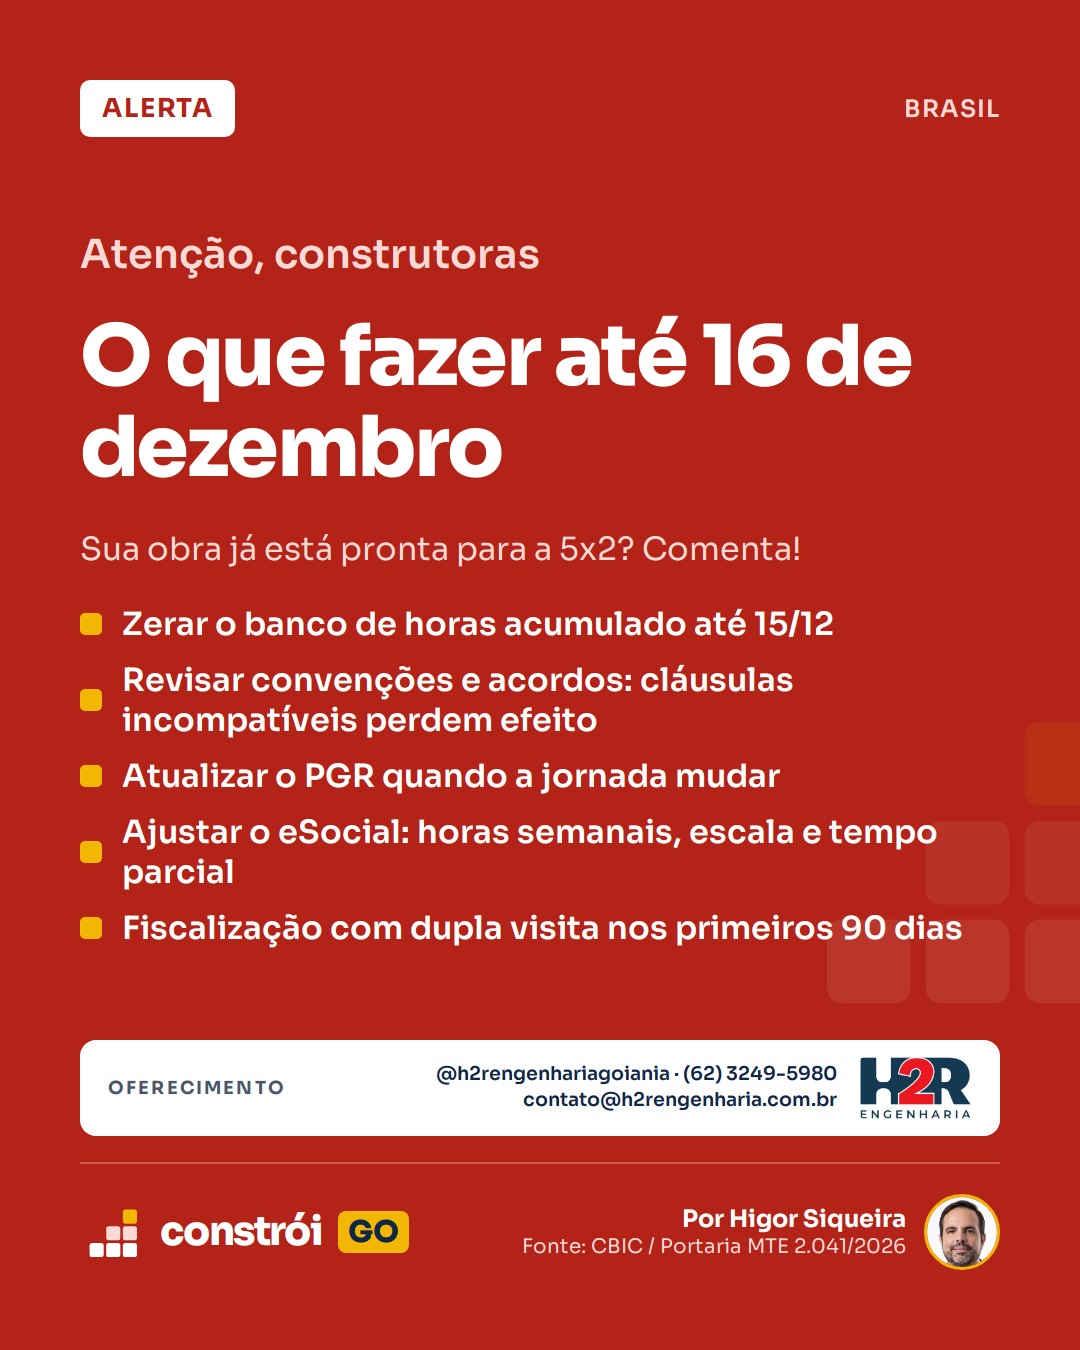 ALERTA
BRASIL
Atenção, construtoras
O que fazer até 16 de
dezembro
Sua obra já está pronta para a 5x2? Comenta!
Zerar o banco de horas acumulado até 15/12
Revisar convenções e acordos: cláusulas
incompatíveis perdem efeito
Atualizar o PGR quando a jornada mudar
Ajustar o eSocial: horas semanais, escala e tempo
parcial
Fiscalização com dupla visita nos primeiros 90 dias
OFERECIMENTO
@h2rengenhariagoiania · (62) 3249-5980
contato@h2rengenharia.com.br
H2R
ENGENHARIA
constrói GO
Por Higor Siqueira
Fonte: CBIC / Portaria MTE 2.041/2026